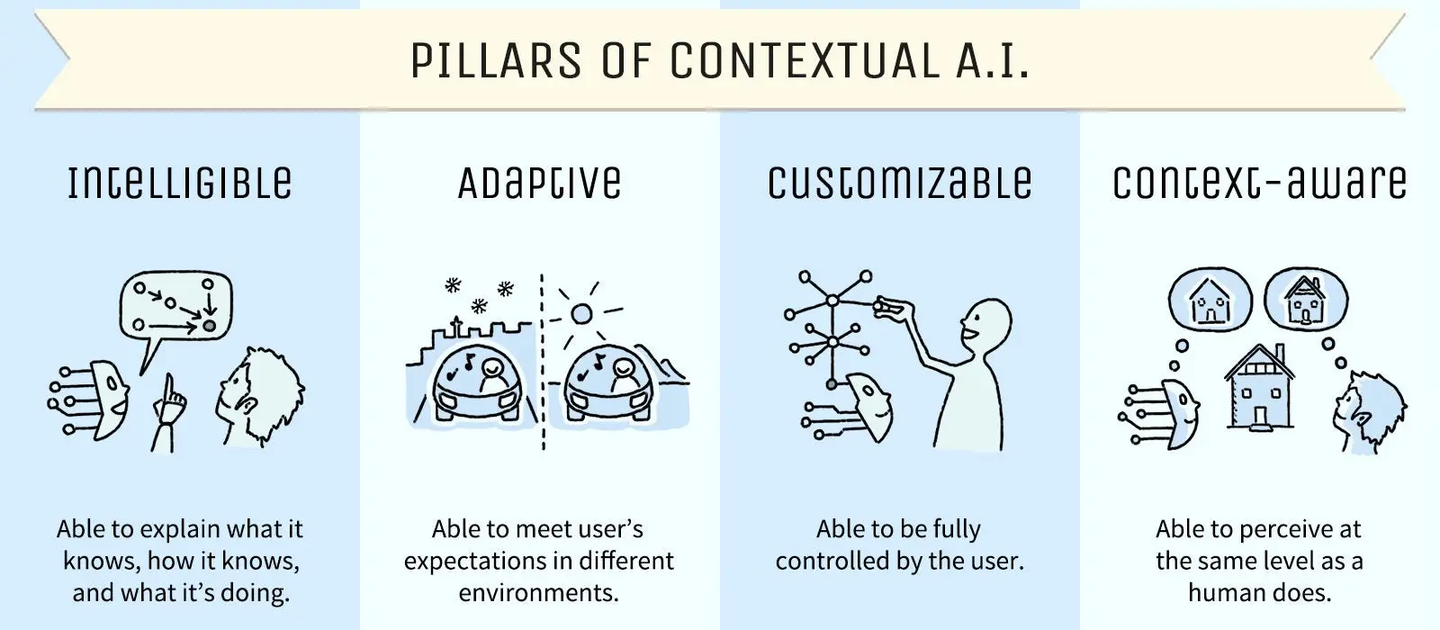 PILLARS OF CONTEXTUAL A.I.
Intelligible
Adaptive
Customizable
Context-aware
Able to explain what it
knows, how it knows,
and what it's doing.
Able to meet user's
expectations in different
environments.
Able to be fully
controlled by the user.
Able to perceive at
the same level as a
human does.